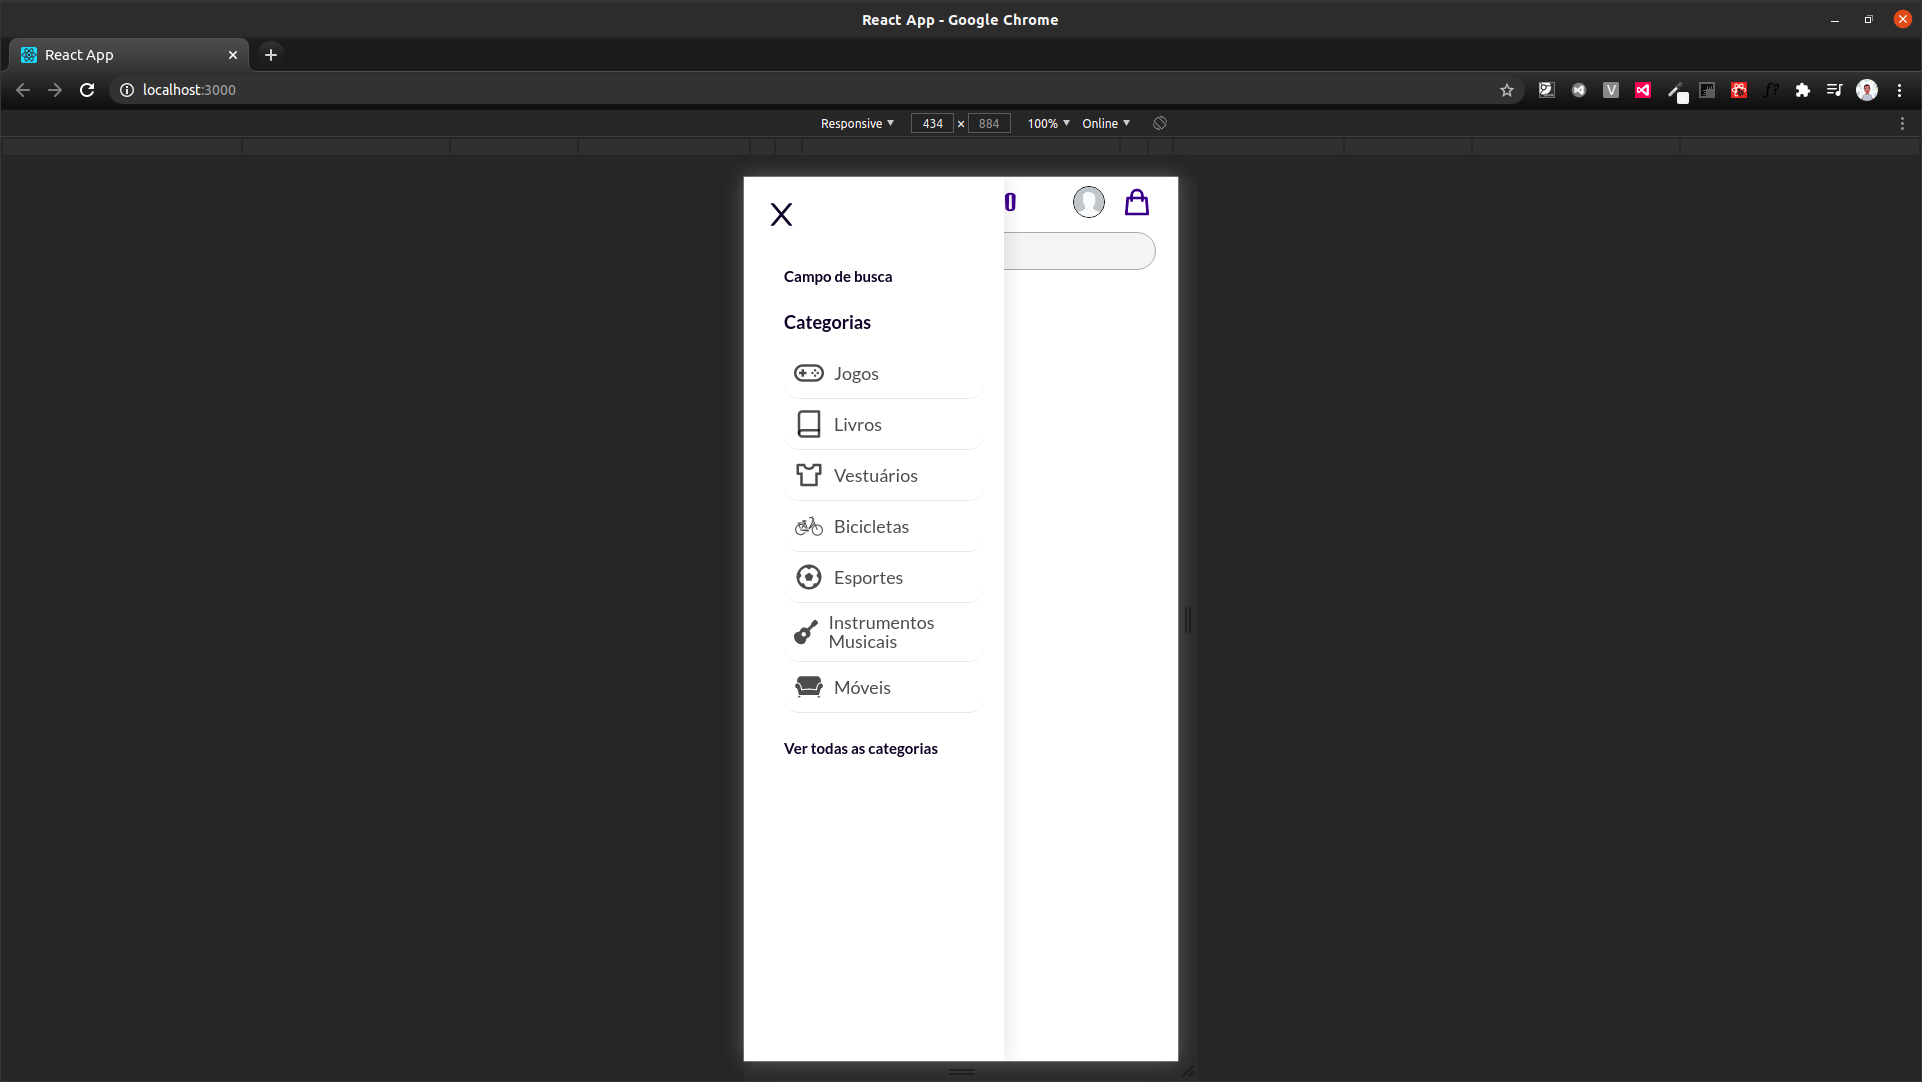 React App - Google Chrome
React App
localhost:3000
V
f?
Responsive 434 × 884 100% Online
X
Campo de busca
Categorias
Jogos
Livros
Vestuários
Bicicletas
Esportes
Instrumentos
Musicais
Móveis
Ver todas as categorias